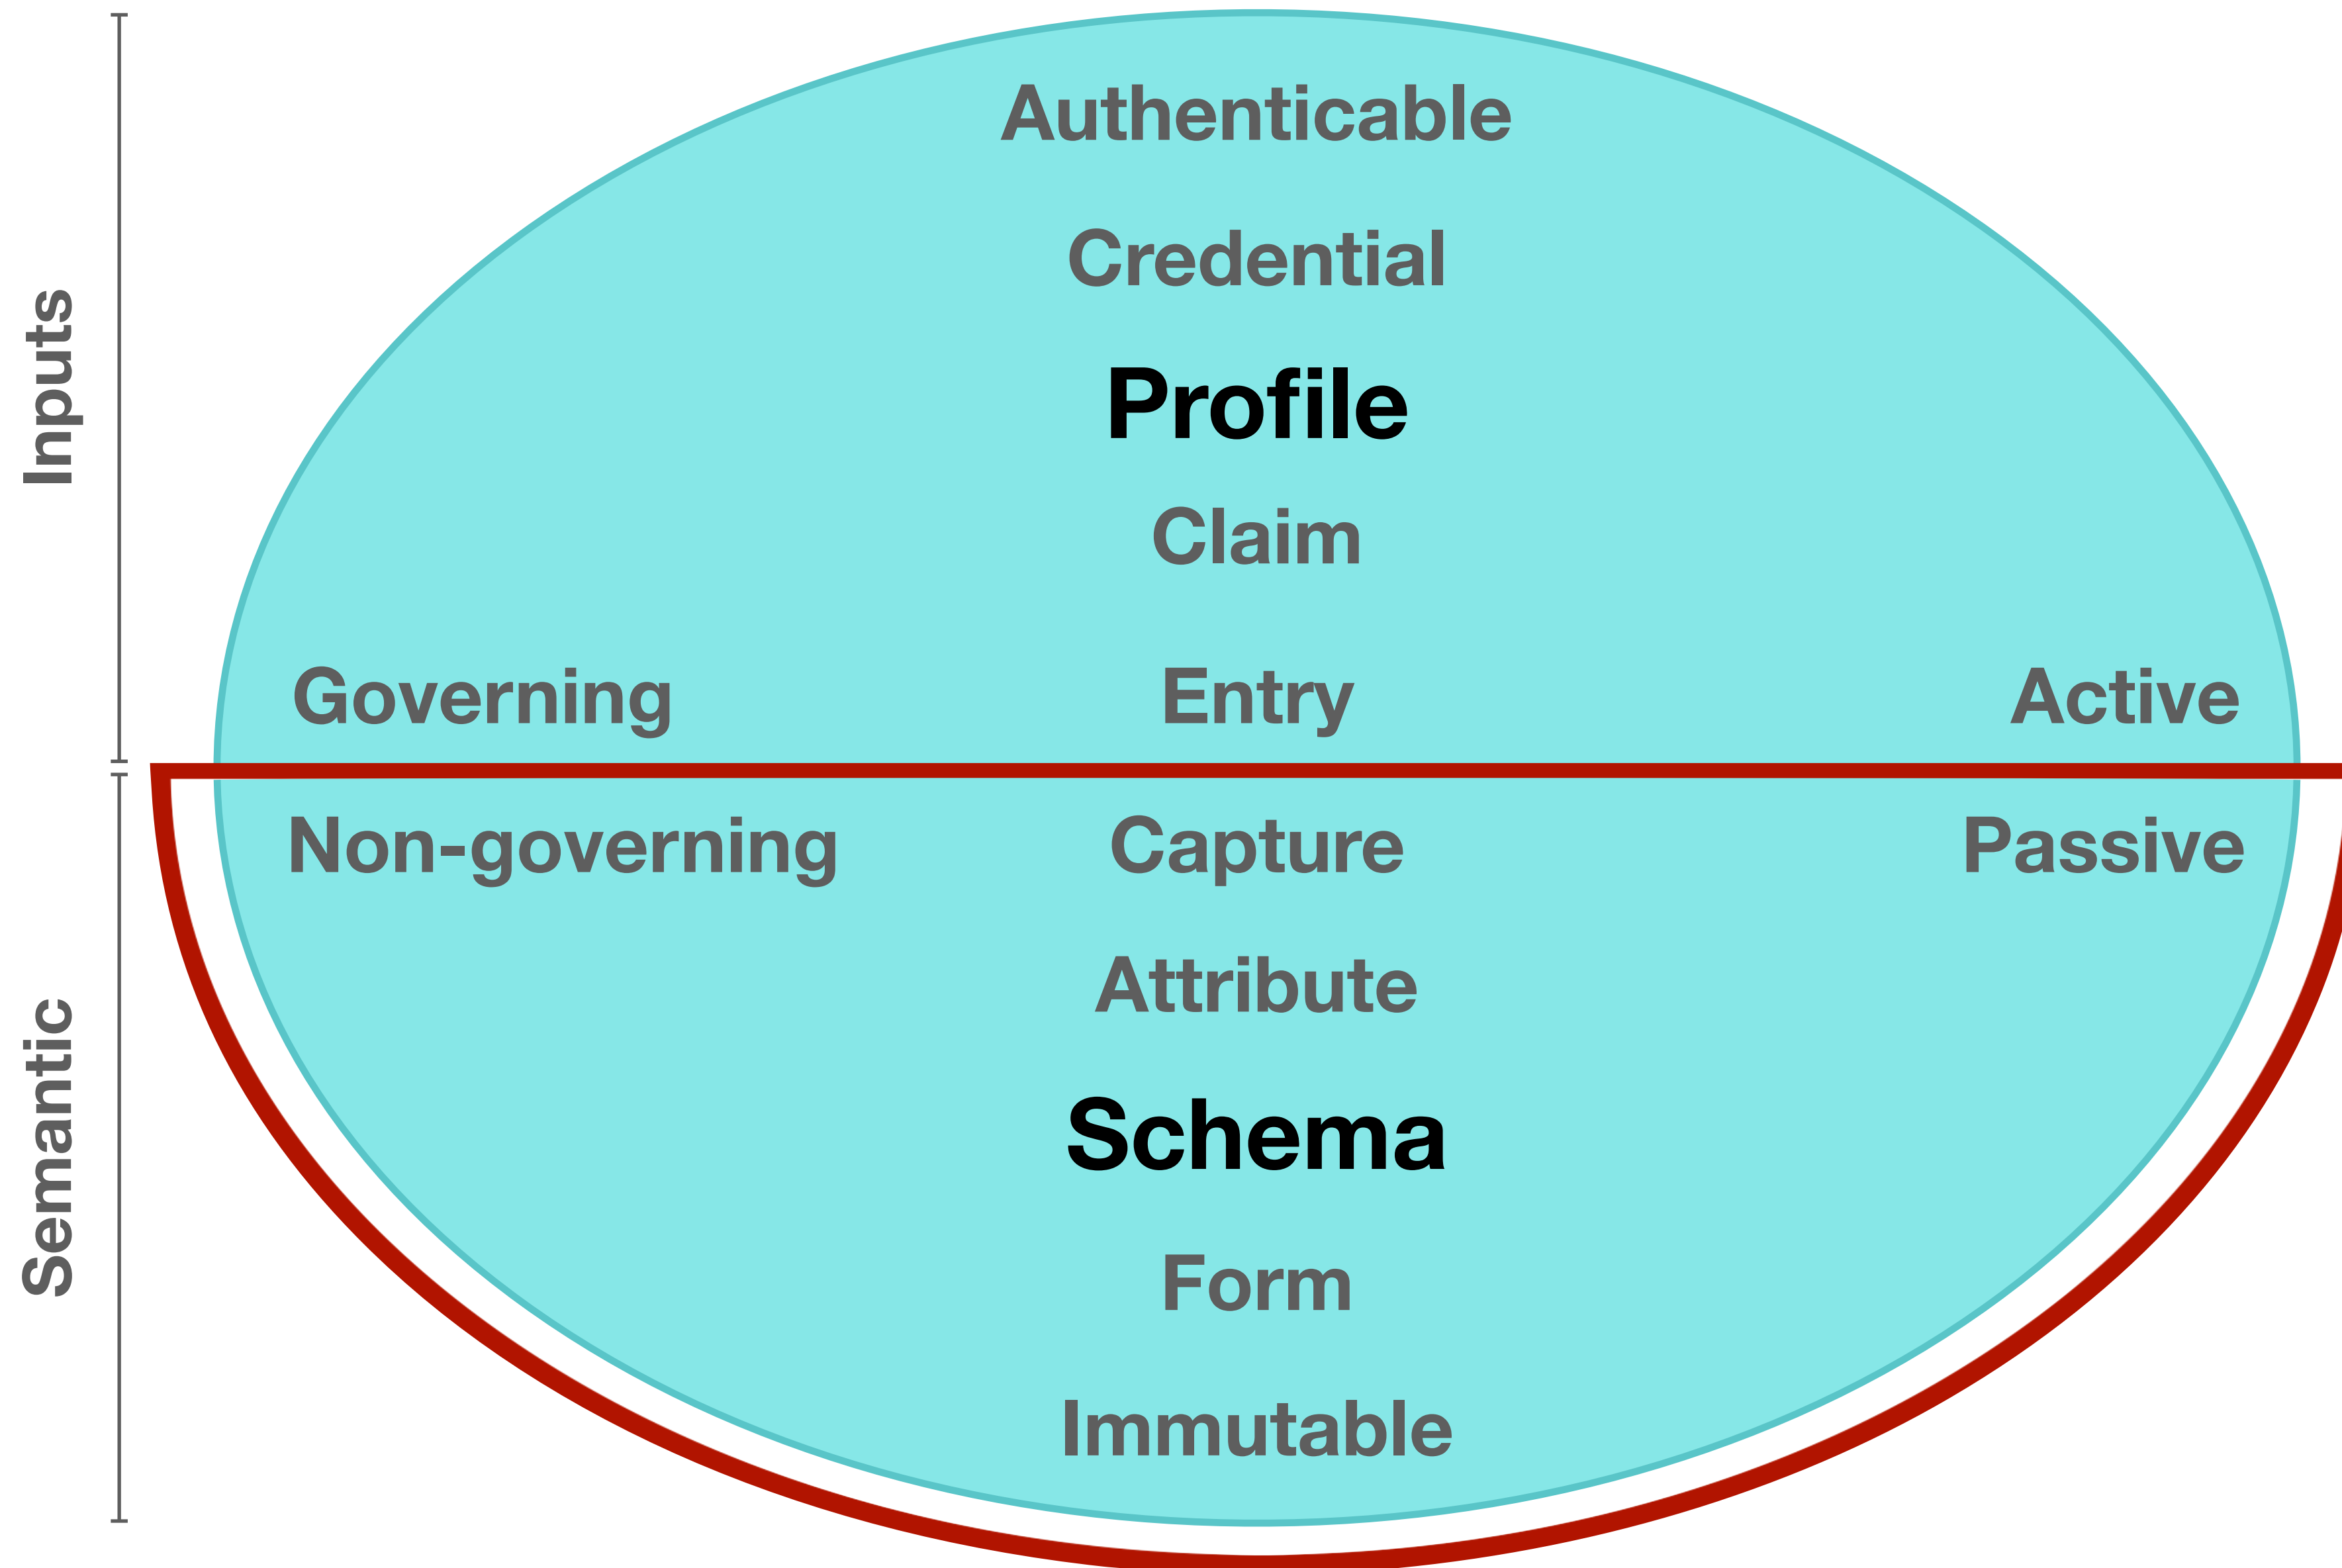 Inputs
Authenticable
Credential
Profile
Claim
Governing Entry Active
Semantic
Non-governing Capture Passive
Attribute
Schema
Form
Immutable